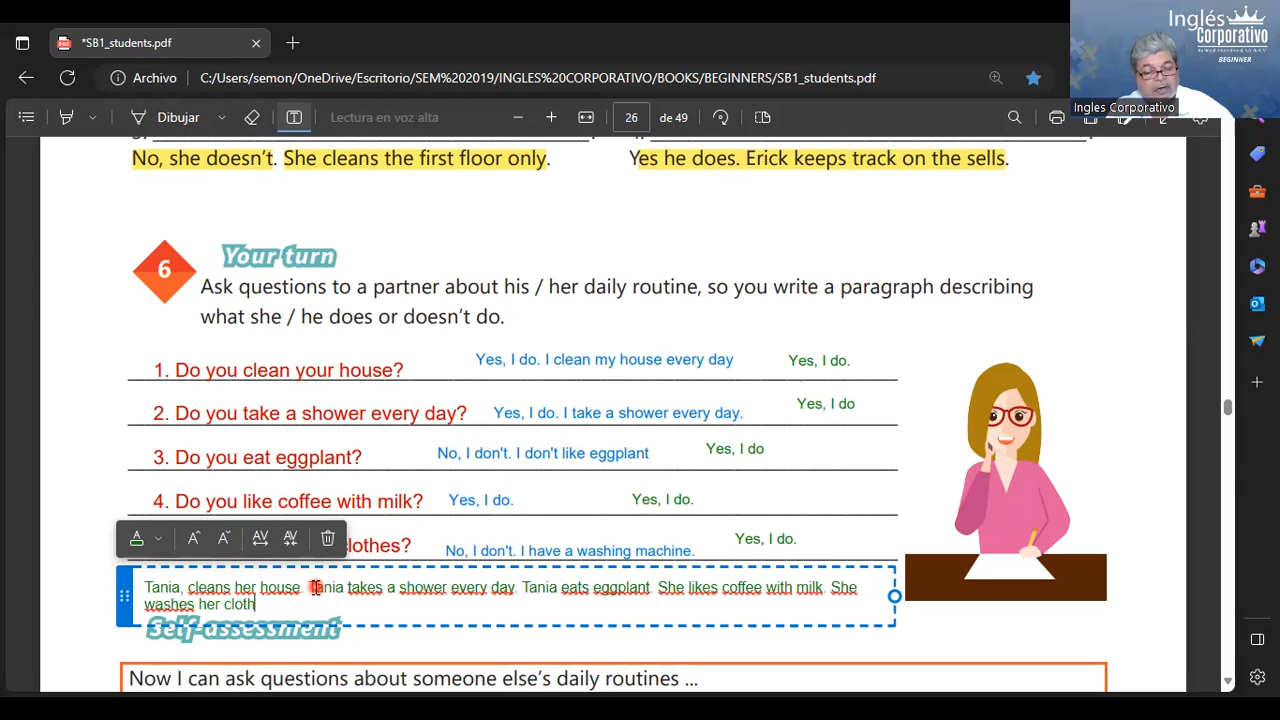 *SB1_students.pdf
Archivo
C:/Users/semon/OneDrive/Escritorio/SEM%202019/INGLES%20CORPORATIVO/BOOKS/BEGINNERS/SB1_students.pdf
Dibujar
Lectura en voz alta
26
de 49
Inglés
Corporativo
BEGINNER
Ingles Corporativo
No, she doesn't. She cleans the first floor only.
Yes he does. Erick keeps track on the sells.
6
Your turn
Ask questions to a partner about his / her daily routine, so you write a paragraph describing
what she / he does or doesn't do.
1. Do you clean your house? Yes, I do. I clean my house every day Yes, I do.
2. Do you take a shower every day? Yes, I do. I take a shower every day. Yes, I do
3. Do you eat eggplant? No, I don't. I don't like eggplant Yes, I do
4. Do you like coffee with milk? Yes, I do. Yes, I do.
clothes? No, I don't. I have a washing machine. Yes, I do.
Tania, cleans her house. Tania takes a shower every day. Tania eats eggplant. She likes coffee with milk. She
washes her cloth
Self-assessment
Now I can ask questions about someone else's daily routines ...